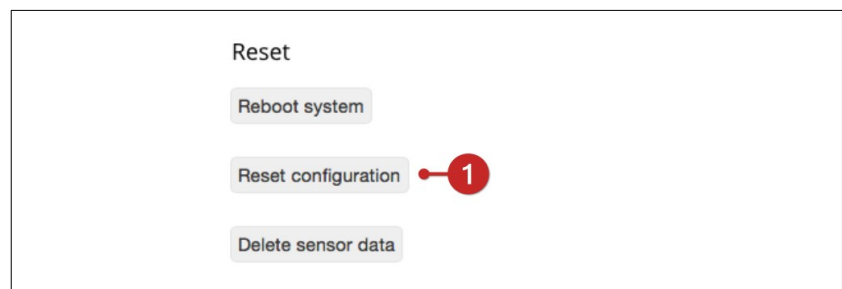 Reset
Reboot system
Reset configuration 1
Delete sensor data